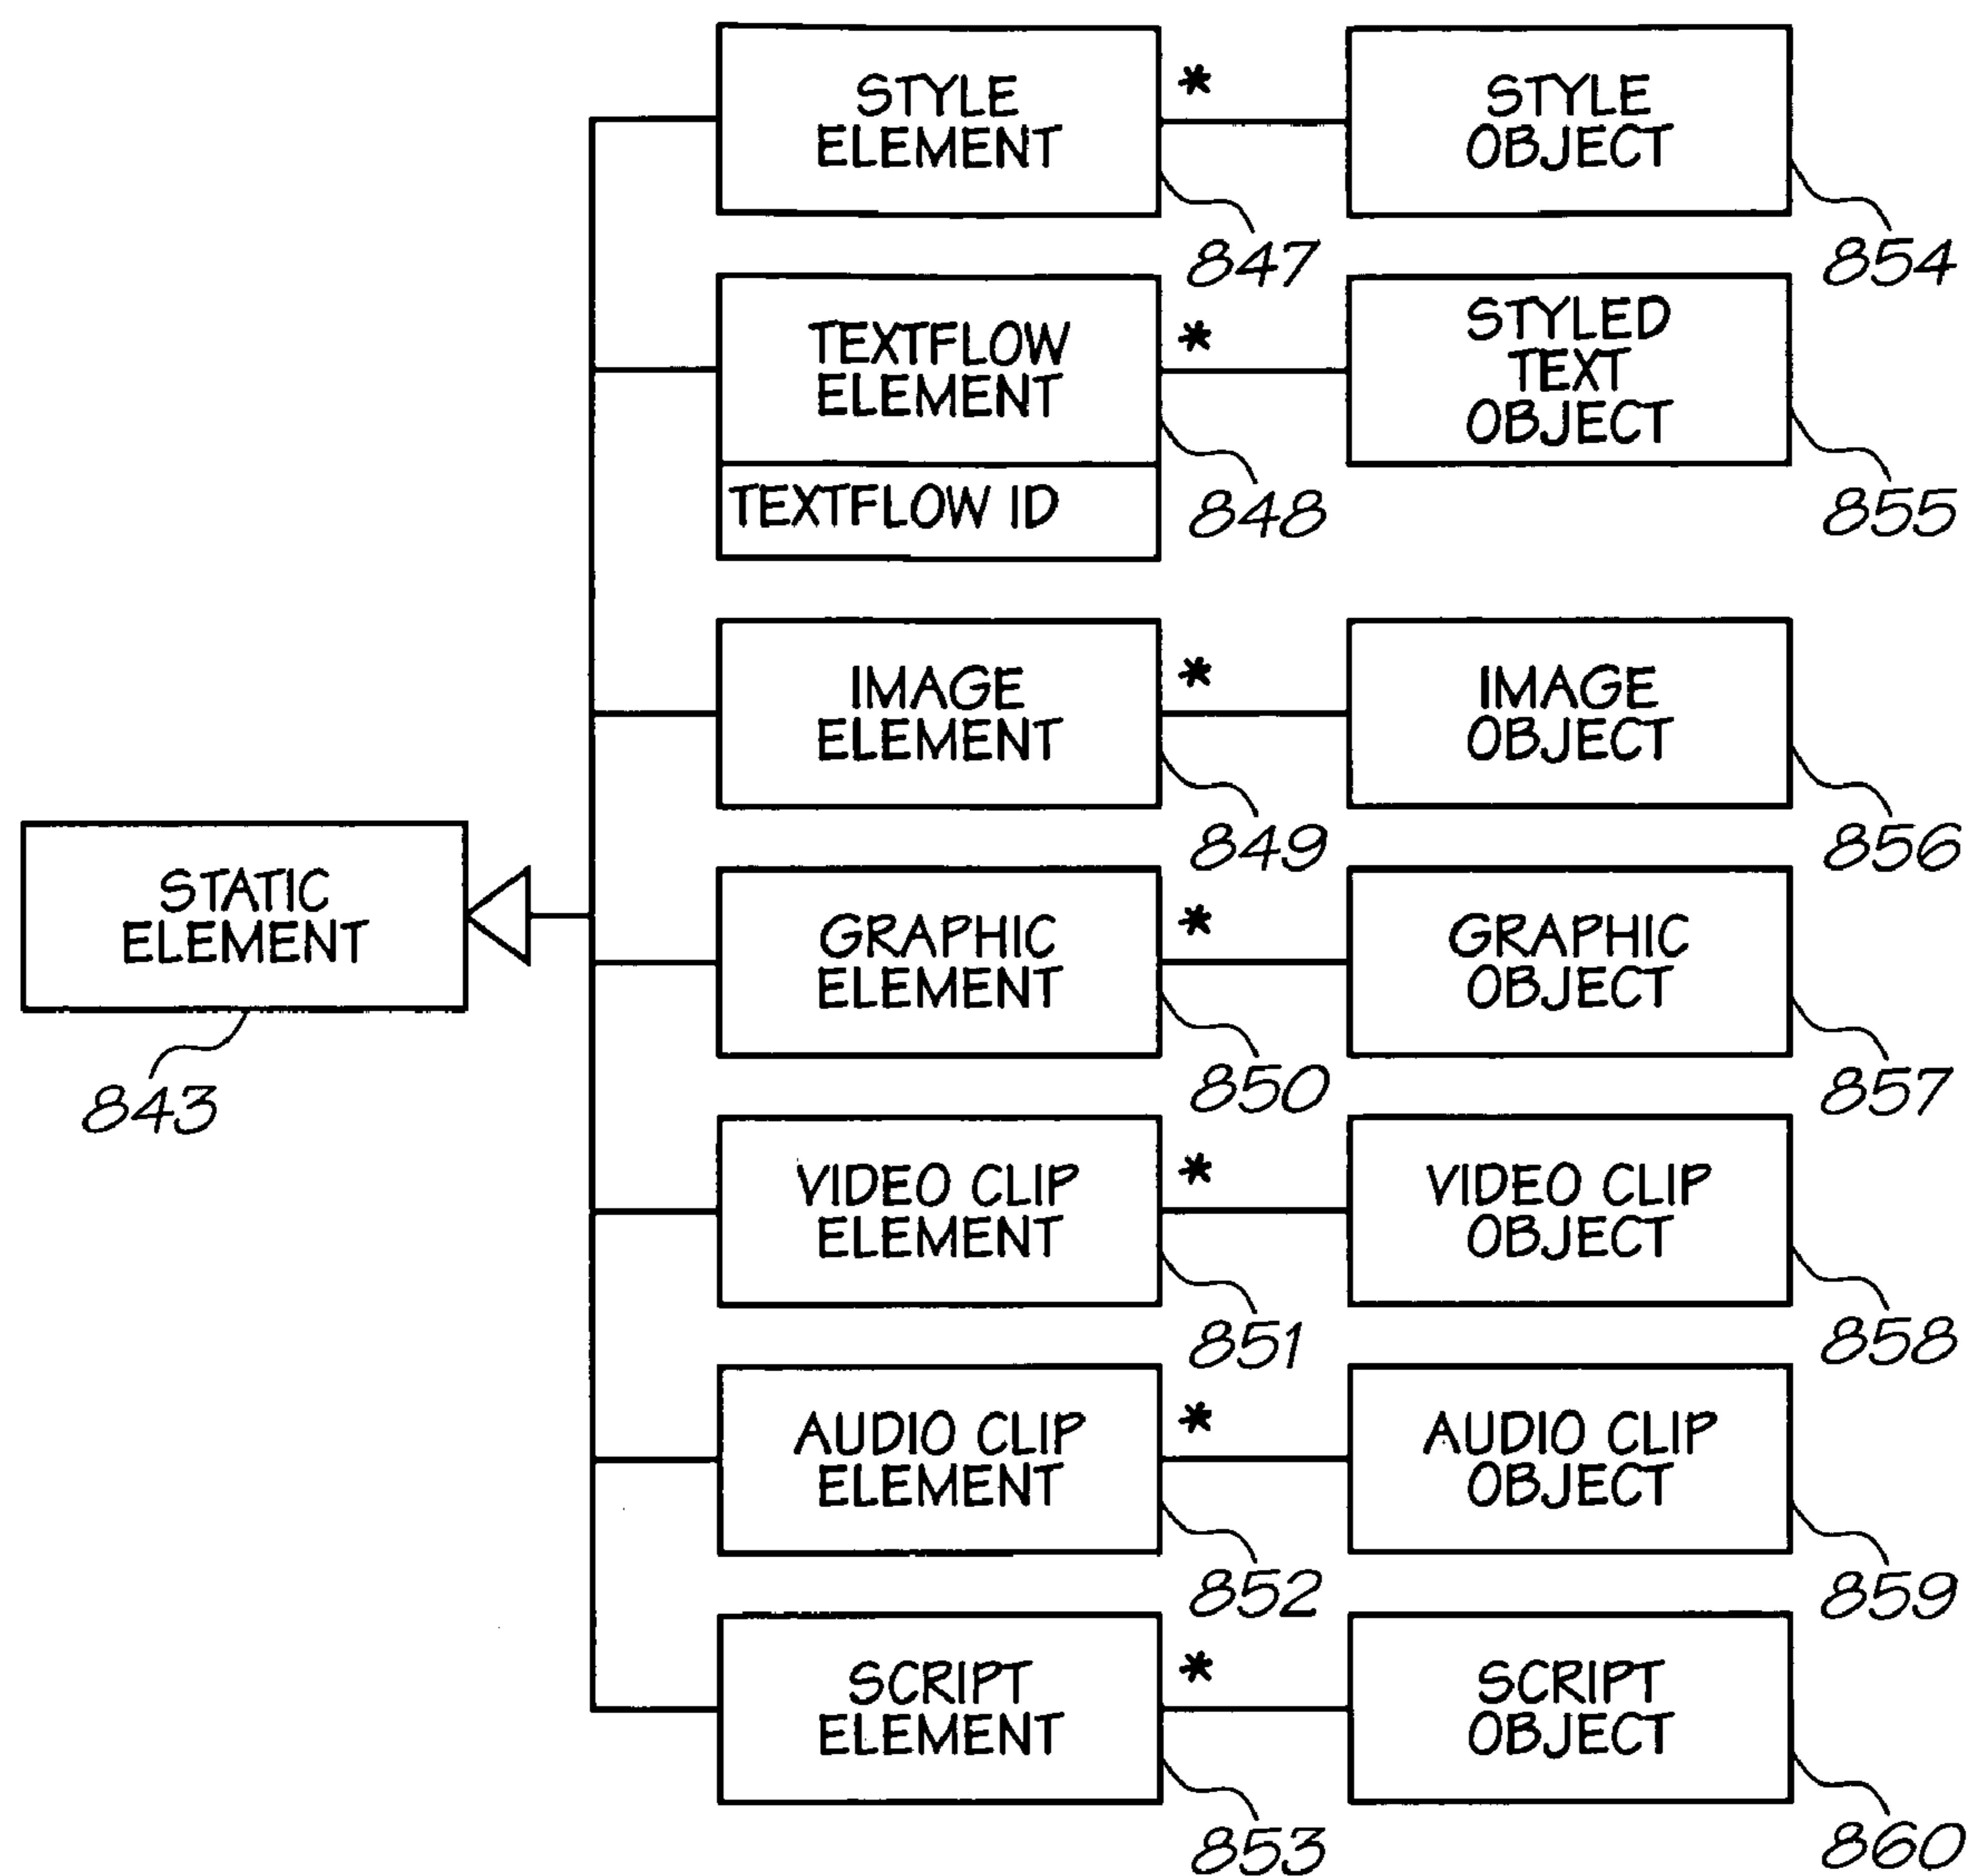 STYLE
ELEMENT
*
STYLE
OBJECT
847
854
TEXTFLOW
ELEMENT
*
STYLED
TEXT
OBJECT
TEXTFLOW ID
848
855
IMAGE
ELEMENT
*
IMAGE
OBJECT
849
856
STATIC
ELEMENT
843
GRAPHIC
ELEMENT
*
GRAPHIC
OBJECT
850
857
VIDEO CLIP
ELEMENT
*
VIDEO CLIP
OBJECT
851
858
AUDIO CLIP
ELEMENT
*
AUDIO CLIP
OBJECT
852
859
SCRIPT
ELEMENT
*
SCRIPT
OBJECT
853
860